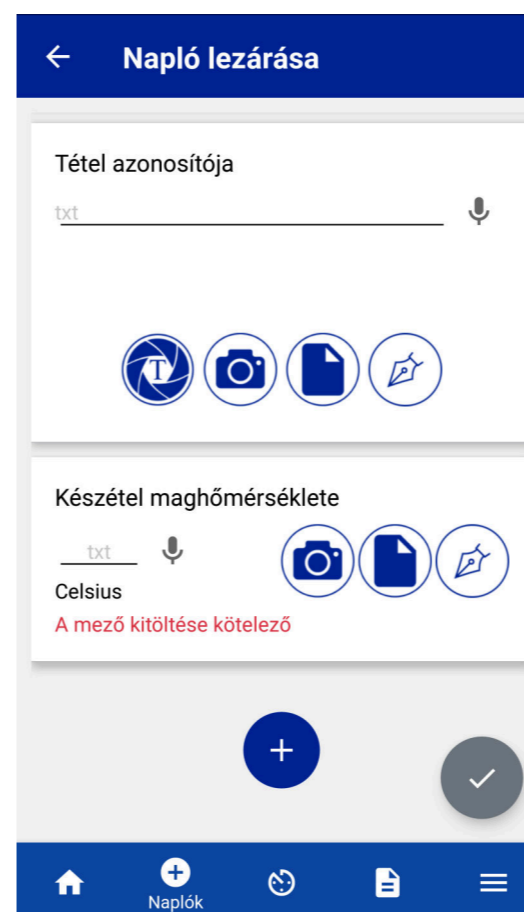 Napló lezárása
Tétel azonosítója
txt
T
Készétel maghőmérséklete
txt
Celsius
A mező kitöltése kötelező
Naplók